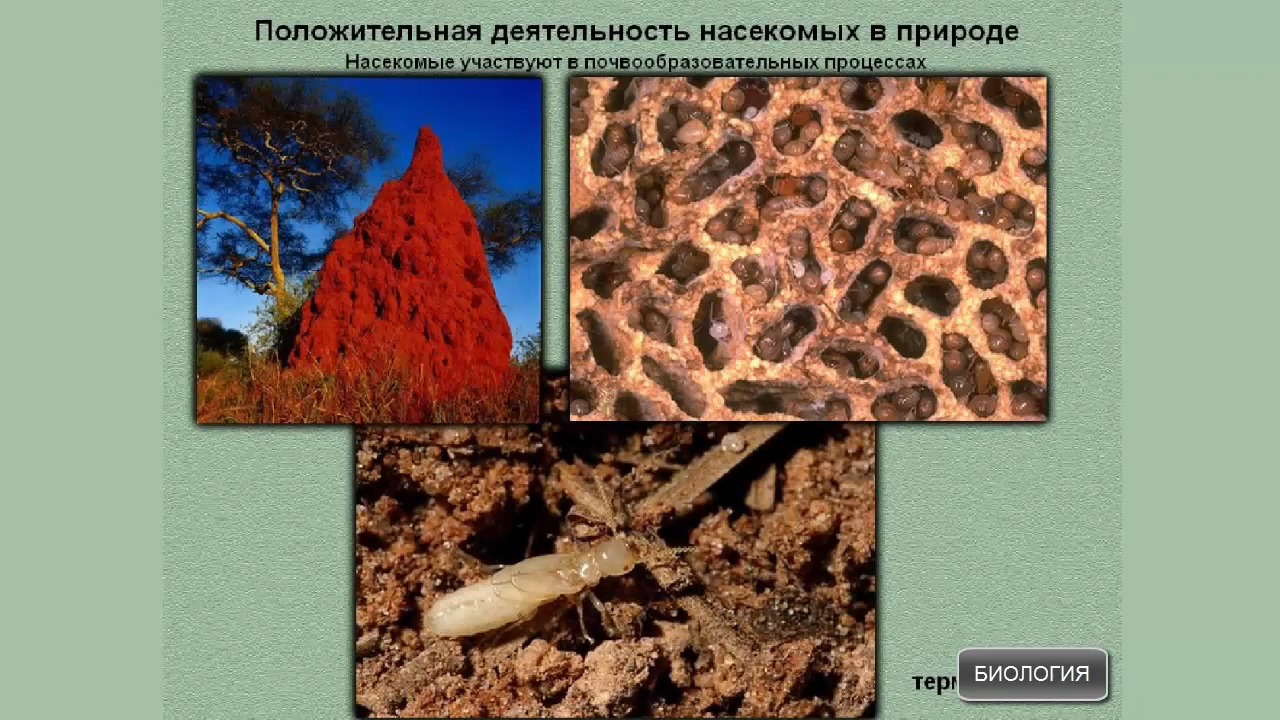 Положительная деятельность насекомых в природе
Насекомые участвуют в почвообразовательных процессах
БИОЛОГИЯ